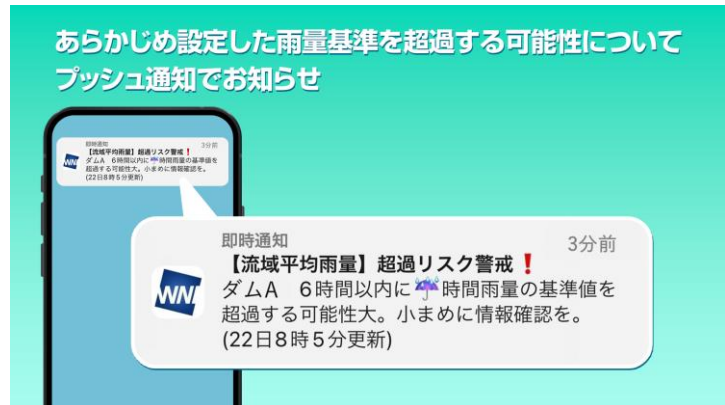 あらかじめ設定した雨量基準を超過する可能性について
プッシュ通知でお知らせ
即時通知 3分前
【流域平均雨量】超過リスク警戒❗
ダムA 6時間以内に☔時間雨量の基準値を
超過する可能性大。小まめに情報確認を。
(22日8時5分更新)
WNI
即時通知 3分前
【流域平均雨量】超過リスク警戒❗
WNI
ダムA 6時間以内に☔時間雨量の基準値を
超過する可能性大。小まめに情報確認を。
(22日8時5分更新)